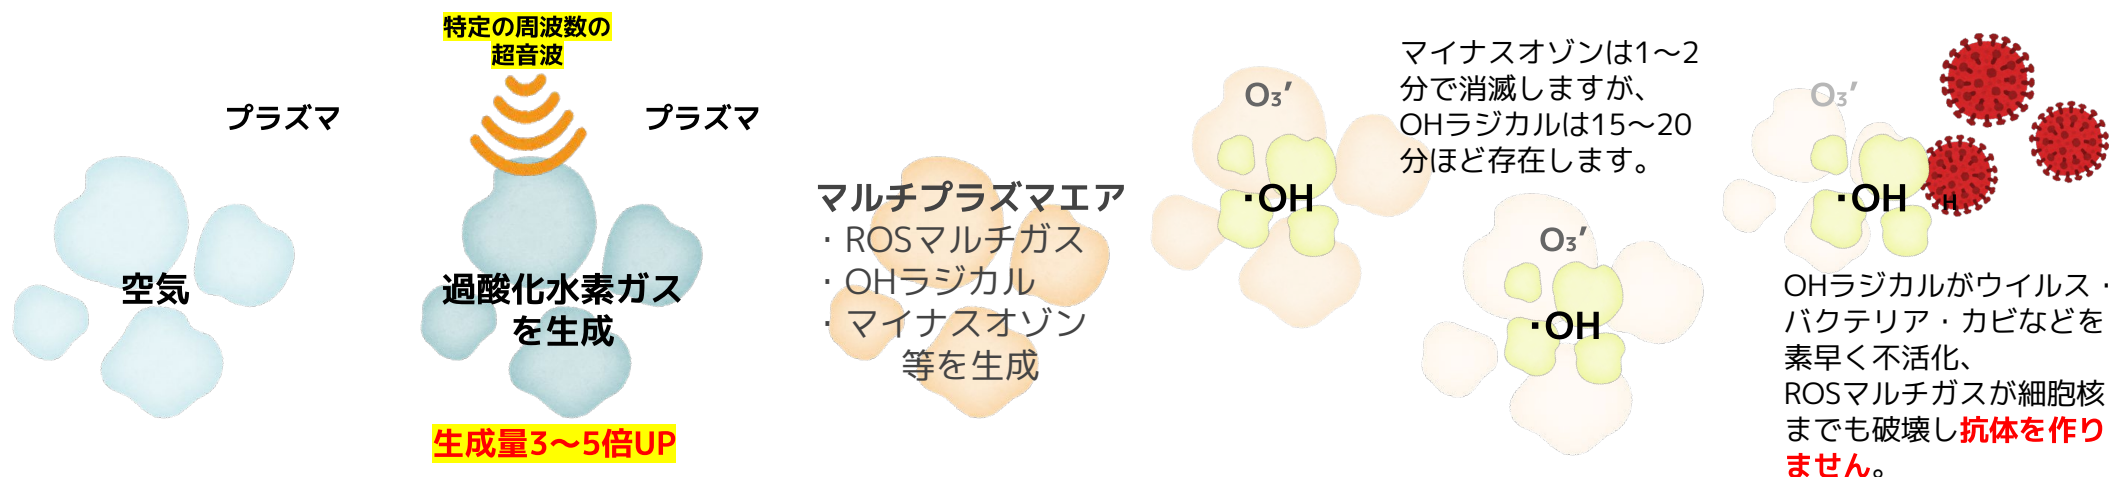 特定の周波数の
超音波
プラズマ
プラズマ
空気
過酸化水素ガス
を生成
生成量3〜5倍UP
マルチプラズマエア
・ROSマルチガス
・OHラジカル
・マイナスオゾン
等を生成
O₃’
・OH
マイナスオゾンは1〜2
分で消滅しますが、
OHラジカルは15〜20
分ほど存在します。
O₃’
・OH
O₃’
・OH
H
OHラジカルがウイルス・
バクテリア・カビなどを
素早く不活化、
ROSマルチガスが細胞核
までも破壊し抗体を作り
ません。